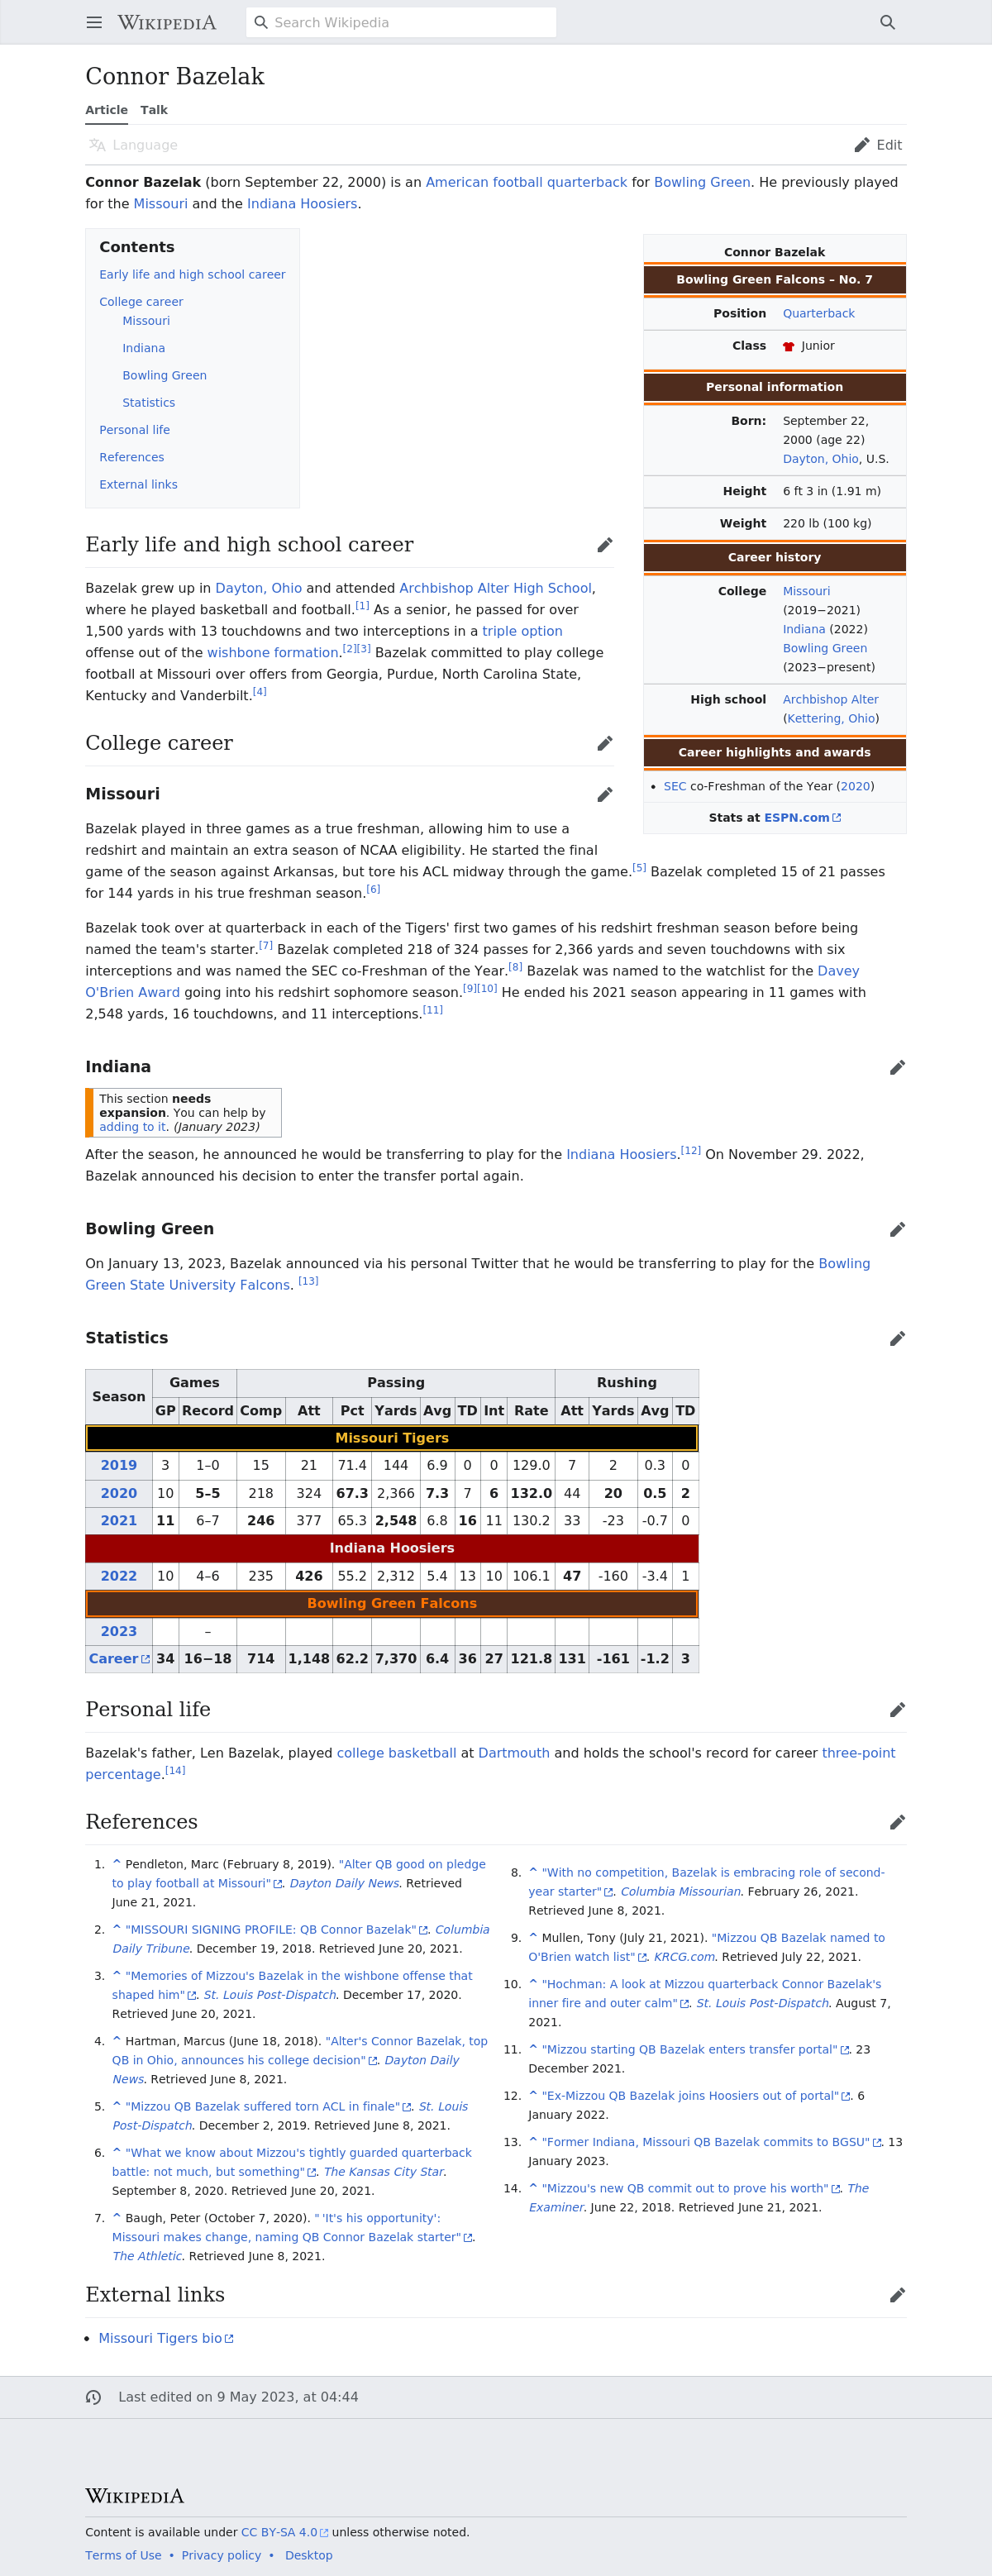 WIKIPEDIA
Search Wikipedia
Connor Bazelak
Article Talk
Language
Edit
Connor Bazelak (born September 22, 2000) is an American football quarterback for Bowling Green. He previously played
for the Missouri and the Indiana Hoosiers.
Contents
Early life and high school career
College career
Missouri
Indiana
Bowling Green
Statistics
Personal life
References
External links
Connor Bazelak
Bowling Green Falcons – No. 7
Position Quarterback
Class Junior
Personal information
Born: September 22,
2000 (age 22)
Dayton, Ohio, U.S.
Height 6 ft 3 in (1.91 m)
Weight 220 lb (100 kg)
Career history
College Missouri
(2019−2021)
Indiana (2022)
Bowling Green
(2023−present)
High school Archbishop Alter
(Kettering, Ohio)
Career highlights and awards
• SEC co-Freshman of the Year (2020)
Stats at ESPN.com
Early life and high school career
Bazelak grew up in Dayton, Ohio and attended Archbishop Alter High School,
where he played basketball and football.[1] As a senior, he passed for over
1,500 yards with 13 touchdowns and two interceptions in a triple option
offense out of the wishbone formation.[2][3] Bazelak committed to play college
football at Missouri over offers from Georgia, Purdue, North Carolina State,
Kentucky and Vanderbilt.[4]
College career
Missouri
Bazelak played in three games as a true freshman, allowing him to use a
redshirt and maintain an extra season of NCAA eligibility. He started the final
game of the season against Arkansas, but tore his ACL midway through the game.[5] Bazelak completed 15 of 21 passes
for 144 yards in his true freshman season.[6]
Bazelak took over at quarterback in each of the Tigers' first two games of his redshirt freshman season before being
named the team's starter.[7] Bazelak completed 218 of 324 passes for 2,366 yards and seven touchdowns with six
interceptions and was named the SEC co-Freshman of the Year.[8] Bazelak was named to the watchlist for the Davey
O'Brien Award going into his redshirt sophomore season.[9][10] He ended his 2021 season appearing in 11 games with
2,548 yards, 16 touchdowns, and 11 interceptions.[11]
Indiana
This section needs
expansion. You can help by
adding to it. (January 2023)
After the season, he announced he would be transferring to play for the Indiana Hoosiers.[12] On November 29. 2022,
Bazelak announced his decision to enter the transfer portal again.
Bowling Green
On January 13, 2023, Bazelak announced via his personal Twitter that he would be transferring to play for the Bowling
Green State University Falcons. [13]
Statistics
Season Games Passing Rushing
GP Record Comp Att Pct Yards Avg TD Int Rate Att Yards Avg TD
Missouri Tigers
2019 3 1–0 15 21 71.4 144 6.9 0 0 129.0 7 2 0.3 0
2020 10 5–5 218 324 67.3 2,366 7.3 7 6 132.0 44 20 0.5 2
2021 11 6–7 246 377 65.3 2,548 6.8 16 11 130.2 33 -23 -0.7 0
Indiana Hoosiers
2022 10 4–6 235 426 55.2 2,312 5.4 13 10 106.1 47 -160 -3.4 1
Bowling Green Falcons
2023 –
Career 34 16−18 714 1,148 62.2 7,370 6.4 36 27 121.8 131 -161 -1.2 3
Personal life
Bazelak's father, Len Bazelak, played college basketball at Dartmouth and holds the school's record for career three-point
percentage.[14]
References
1. ^ Pendleton, Marc (February 8, 2019). "Alter QB good on pledge
to play football at Missouri". Dayton Daily News. Retrieved
June 21, 2021.
2. ^ "MISSOURI SIGNING PROFILE: QB Connor Bazelak". Columbia
Daily Tribune. December 19, 2018. Retrieved June 20, 2021.
3. ^ "Memories of Mizzou's Bazelak in the wishbone offense that
shaped him". St. Louis Post-Dispatch. December 17, 2020.
Retrieved June 20, 2021.
4. ^ Hartman, Marcus (June 18, 2018). "Alter's Connor Bazelak, top
QB in Ohio, announces his college decision". Dayton Daily
News. Retrieved June 8, 2021.
5. ^ "Mizzou QB Bazelak suffered torn ACL in finale". St. Louis
Post-Dispatch. December 2, 2019. Retrieved June 8, 2021.
6. ^ "What we know about Mizzou's tightly guarded quarterback
battle: not much, but something". The Kansas City Star.
September 8, 2020. Retrieved June 20, 2021.
7. ^ Baugh, Peter (October 7, 2020). " 'It's his opportunity':
Missouri makes change, naming QB Connor Bazelak starter".
The Athletic. Retrieved June 8, 2021.
8. ^ "With no competition, Bazelak is embracing role of second-
year starter". Columbia Missourian. February 26, 2021.
Retrieved June 8, 2021.
9. ^ Mullen, Tony (July 21, 2021). "Mizzou QB Bazelak named to
O'Brien watch list". KRCG.com. Retrieved July 22, 2021.
10. ^ "Hochman: A look at Mizzou quarterback Connor Bazelak's
inner fire and outer calm". St. Louis Post-Dispatch. August 7,
2021.
11. ^ "Mizzou starting QB Bazelak enters transfer portal". 23
December 2021.
12. ^ "Ex-Mizzou QB Bazelak joins Hoosiers out of portal". 6
January 2022.
13. ^ "Former Indiana, Missouri QB Bazelak commits to BGSU". 13
January 2023.
14. ^ "Mizzou's new QB commit out to prove his worth". The
Examiner. June 22, 2018. Retrieved June 21, 2021.
External links
• Missouri Tigers bio
Last edited on 9 May 2023, at 04:44
WIKIPEDIA
Content is available under CC BY-SA 4.0 unless otherwise noted.
Terms of Use • Privacy policy • Desktop